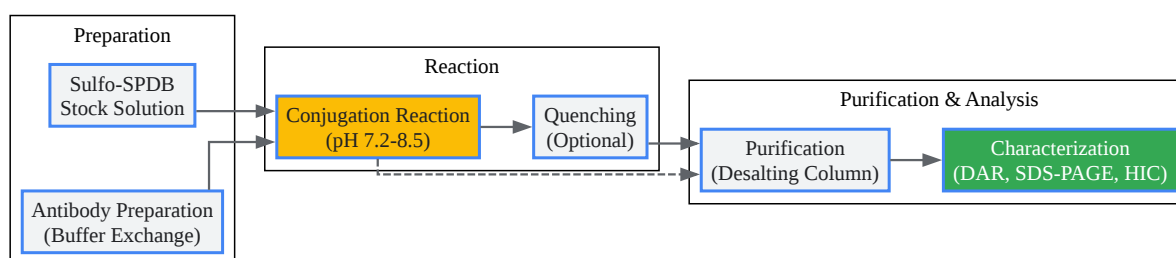 Preparation
Sulfo-SPDB
Stock Solution
Antibody Preparation
(Buffer Exchange)
Reaction
Conjugation Reaction
(pH 7.2-8.5)
Quenching
(Optional)
Purification & Analysis
Purification
(Desalting Column)
Characterization
(DAR, SDS-PAGE, HIC)